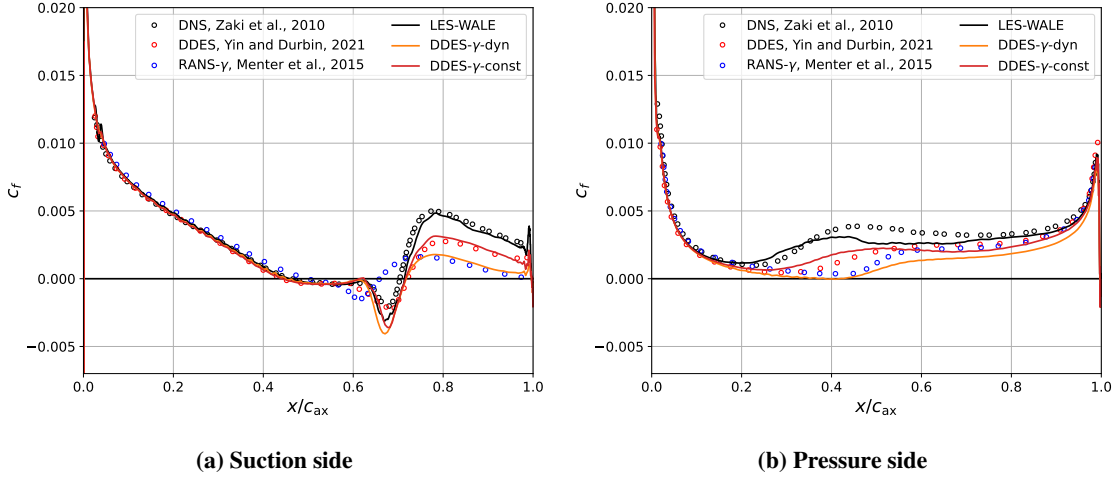 DNS, Zaki et al., 2010
DDES, Yin and Durbin, 2021
RANS-γ, Menter et al., 2015
LES-WALE
DDES-γ-dyn
DDES-γ-const
0.020
0.015
0.010
0.005
0.000
−0.005
c_f
0.0 0.2 0.4 0.6 0.8 1.0
x/c_ax
(a) Suction side
DNS, Zaki et al., 2010
DDES, Yin and Durbin, 2021
RANS-γ, Menter et al., 2015
LES-WALE
DDES-γ-dyn
DDES-γ-const
0.020
0.015
0.010
0.005
0.000
−0.005
c_f
0.0 0.2 0.4 0.6 0.8 1.0
x/c_ax
(b) Pressure side